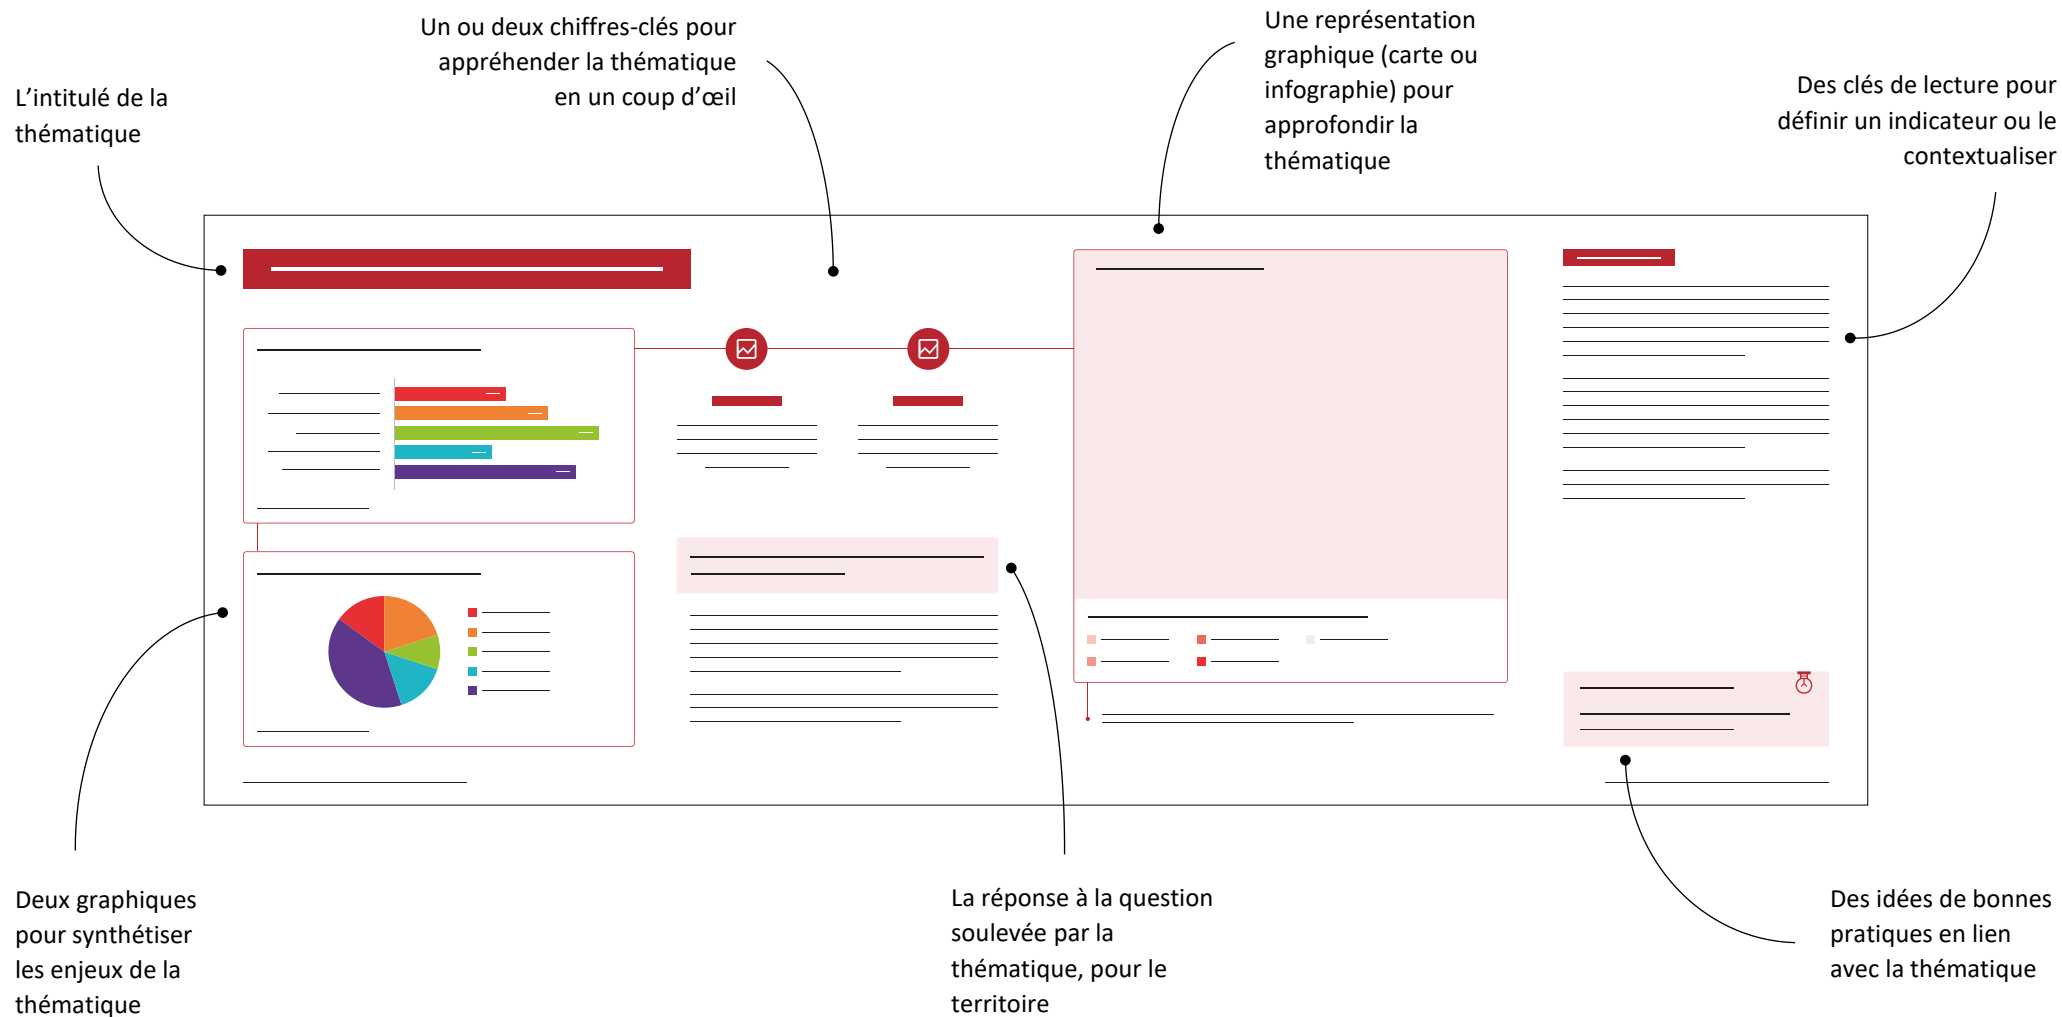 L’intitulé de la
thématique
Un ou deux chiffres-clés pour
appréhender la thématique
en un coup d’œil
Une représentation
graphique (carte ou
infographie) pour
approfondir la
thématique
Des clés de lecture pour
définir un indicateur ou le
contextualiser
Deux graphiques
pour synthétiser
les enjeux de la
thématique
La réponse à la question
soulevée par la
thématique, pour le
territoire
Des idées de bonnes
pratiques en lien
avec la thématique